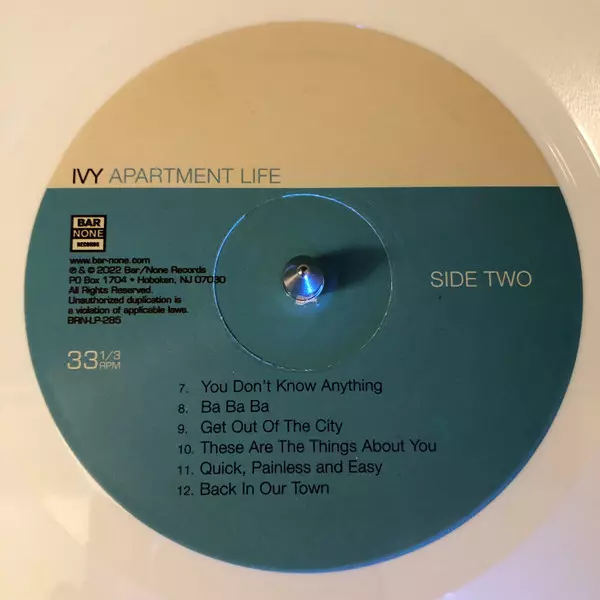 IVY APARTMENT LIFE
BAR
NONE
RECORDS
www.bar-none.com
℗ & © 2022 Bar/None Records
PO Box 1704 • Hoboken, NJ 07030
All Rights Reserved.
Unauthorized duplication is
a violation of applicable laws.
BRN-LP-285
SIDE TWO
33 1/3
RPM
7. You Don't Know Anything
8. Ba Ba Ba
9. Get Out Of The City
10. These Are The Things About You
11. Quick, Painless and Easy
12. Back In Our Town